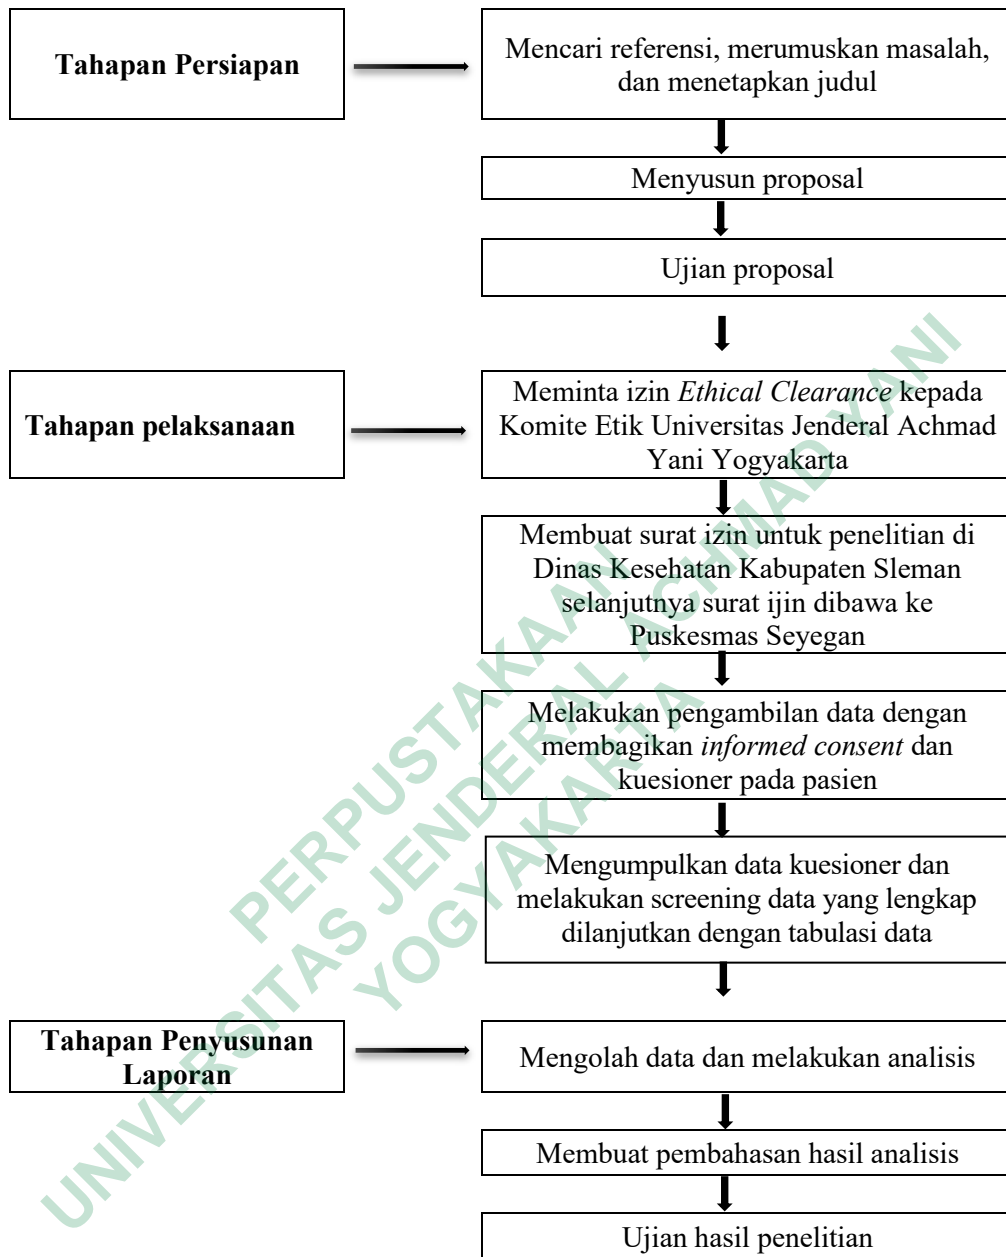 Tahapan Persiapan
Mencari referensi, merumuskan masalah,
dan menetapkan judul
Menyusun proposal
Ujian proposal
Tahapan pelaksanaan
Meminta izin Ethical Clearance kepada
Komite Etik Universitas Jenderal Achmad
Yani Yogyakarta
Membuat surat izin untuk penelitian di
Dinas Kesehatan Kabupaten Sleman
selanjutnya surat ijin dibawa ke
Puskesmas Seyegan
Melakukan pengambilan data dengan
membagikan informed consent dan
kuesioner pada pasien
Mengumpulkan data kuesioner dan
melakukan screening data yang lengkap
dilanjutkan dengan tabulasi data
Tahapan Penyusunan
Laporan
Mengolah data dan melakukan analisis
Membuat pembahasan hasil analisis
Ujian hasil penelitian
PERPUSTAKAAN
UNIVERSITAS JENDERAL ACHMAD YANI
YOGYAKARTA